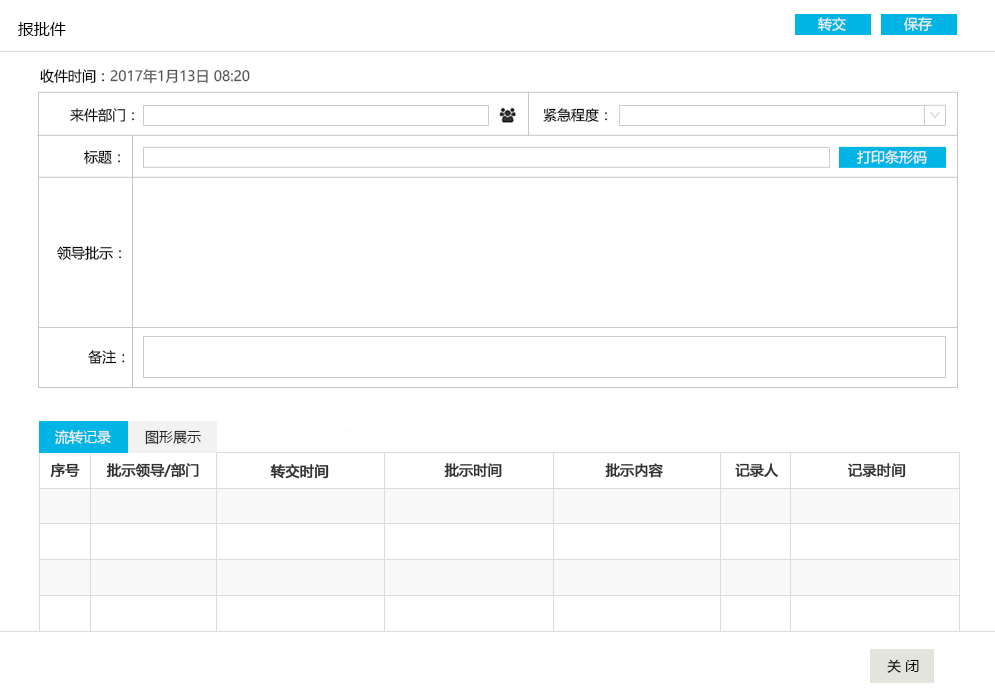 报批件 转交 保存
收件时间：2017年1月13日 08:20
来件部门： 紧急程度：
标题： 打印条形码
领导批示：
备注：
流转记录 图形展示
序号 批示领导/部门 转交时间 批示时间 批示内容 记录人 记录时间
关 闭